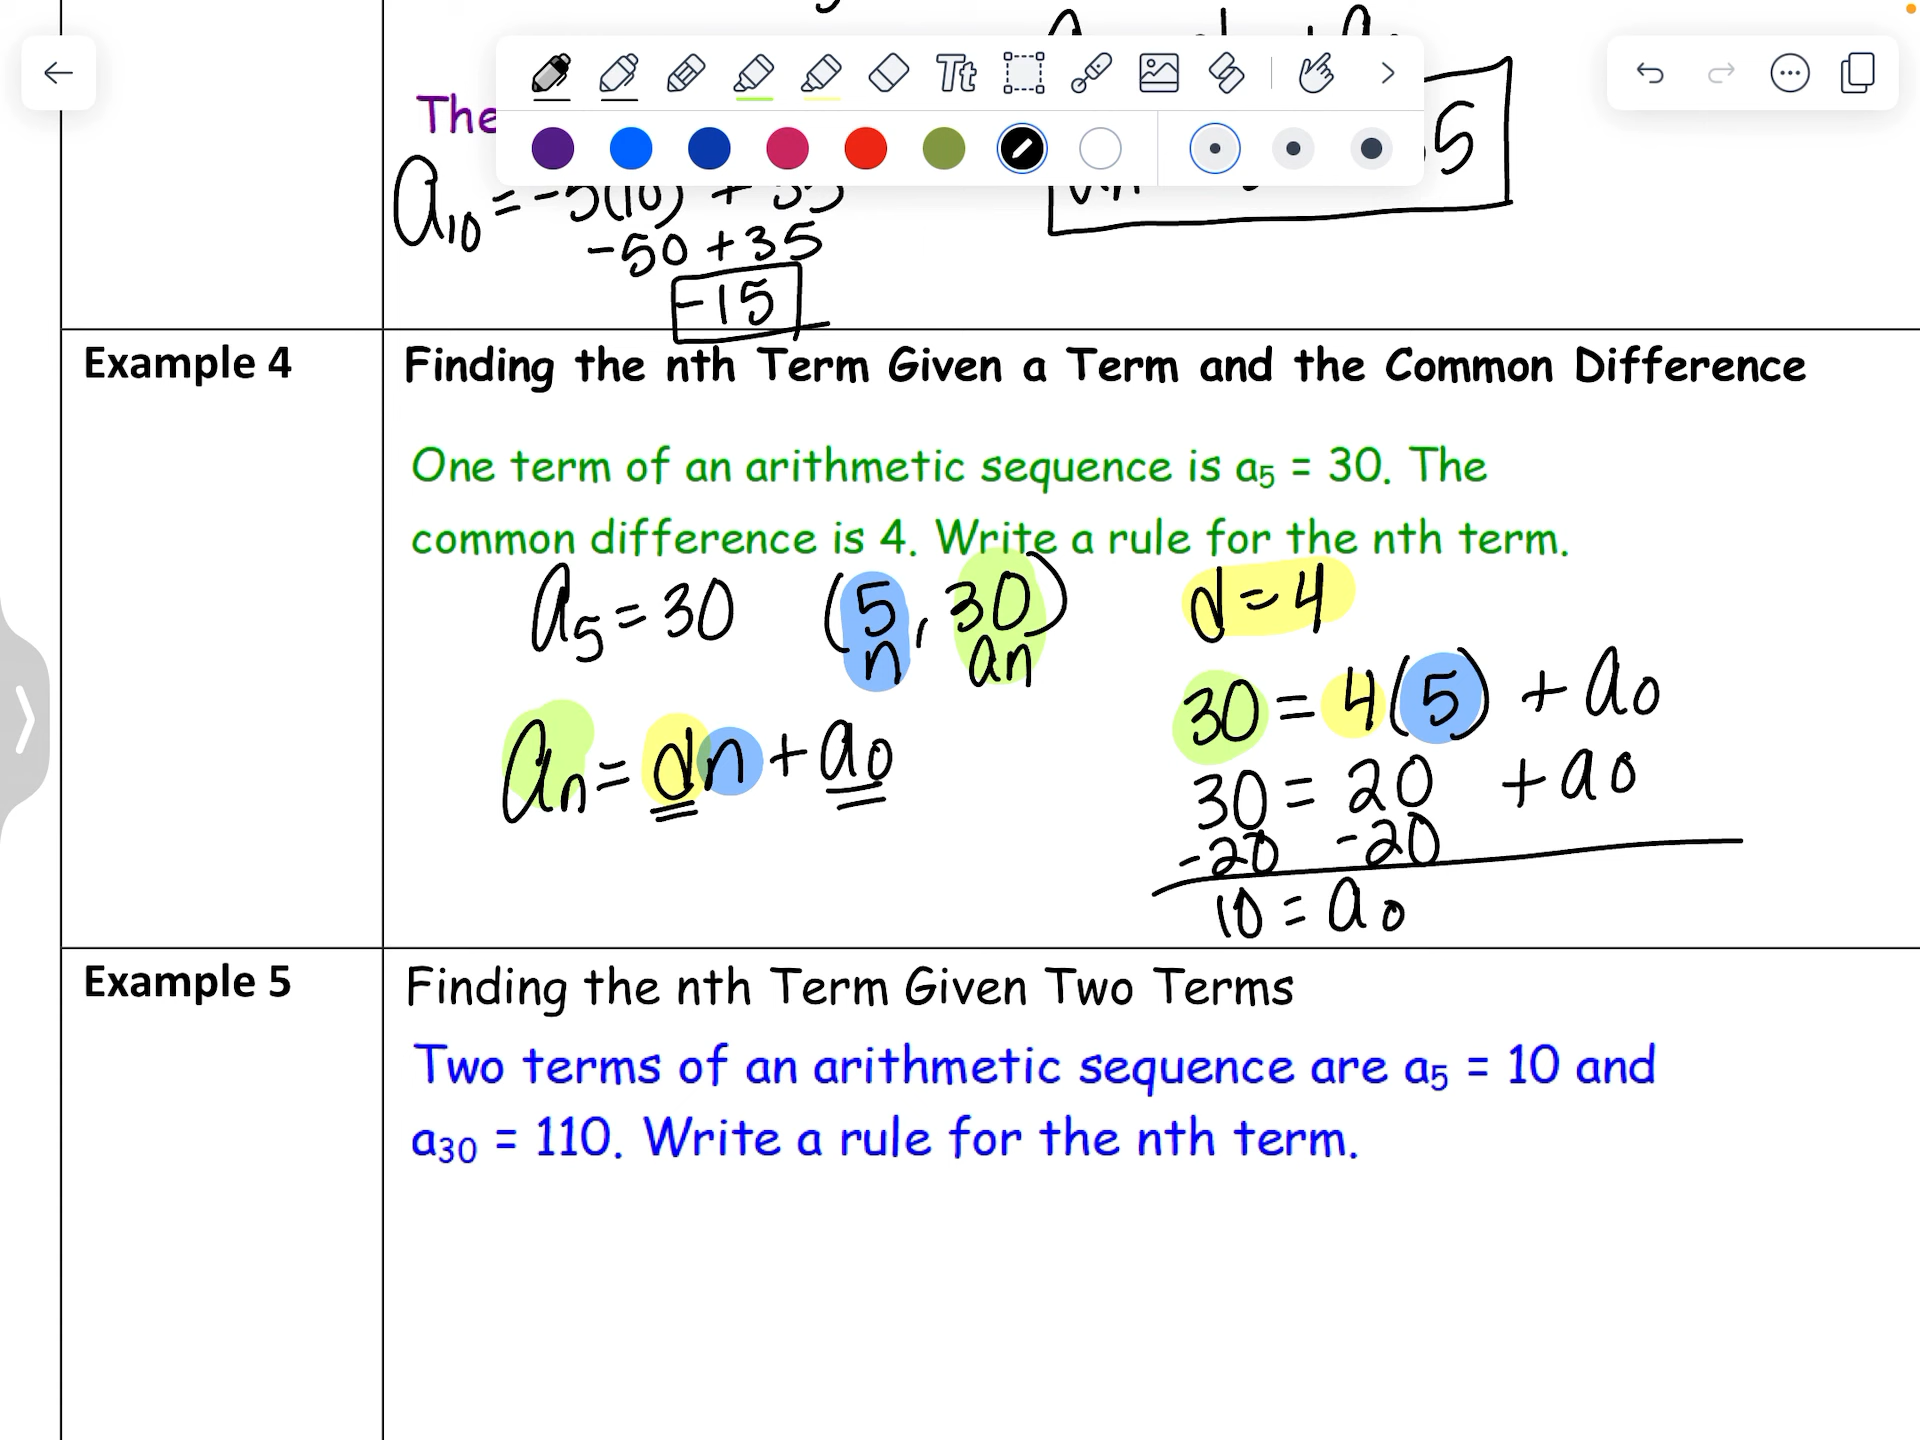 Tt
The
5
a₁₀ = -5(10) + 35
-50 + 35
-15
Example 4
Finding the nth Term Given a Term and the Common Difference
One term of an arithmetic sequence is a₅ = 30. The
common difference is 4. Write a rule for the nth term.
a₅ = 30 (5, 30) d = 4
n an
30 = 4(5) + a₀
aₙ = dn + a₀
30 = 20 + a₀
-20 -20
10 = a₀
Example 5
Finding the nth Term Given Two Terms
Two terms of an arithmetic sequence are a₅ = 10 and
a₃₀ = 110. Write a rule for the nth term.